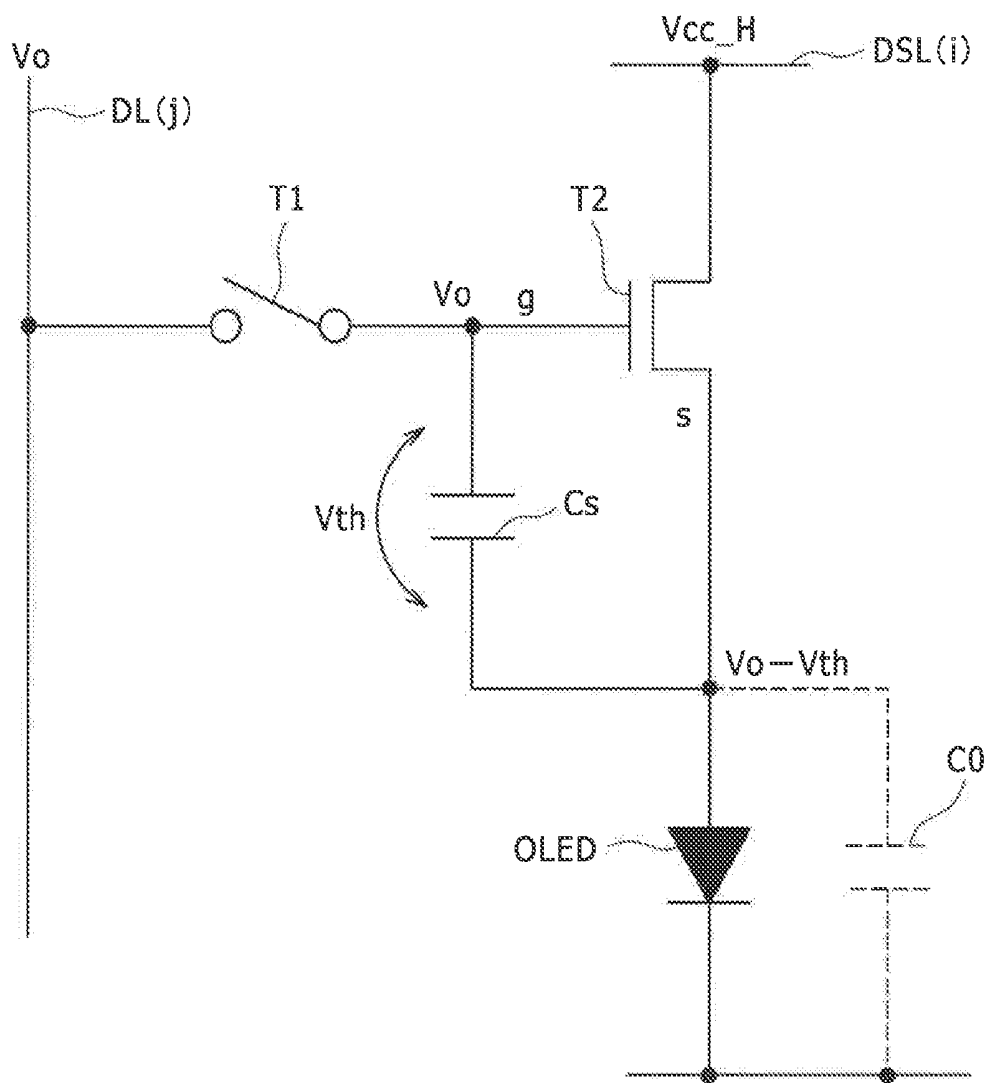 Vcc_H
Vo
DSL(i)
DL(j)
T1
T2
Vo
g
s
Vth
Cs
Vo-Vth
C0
OLED